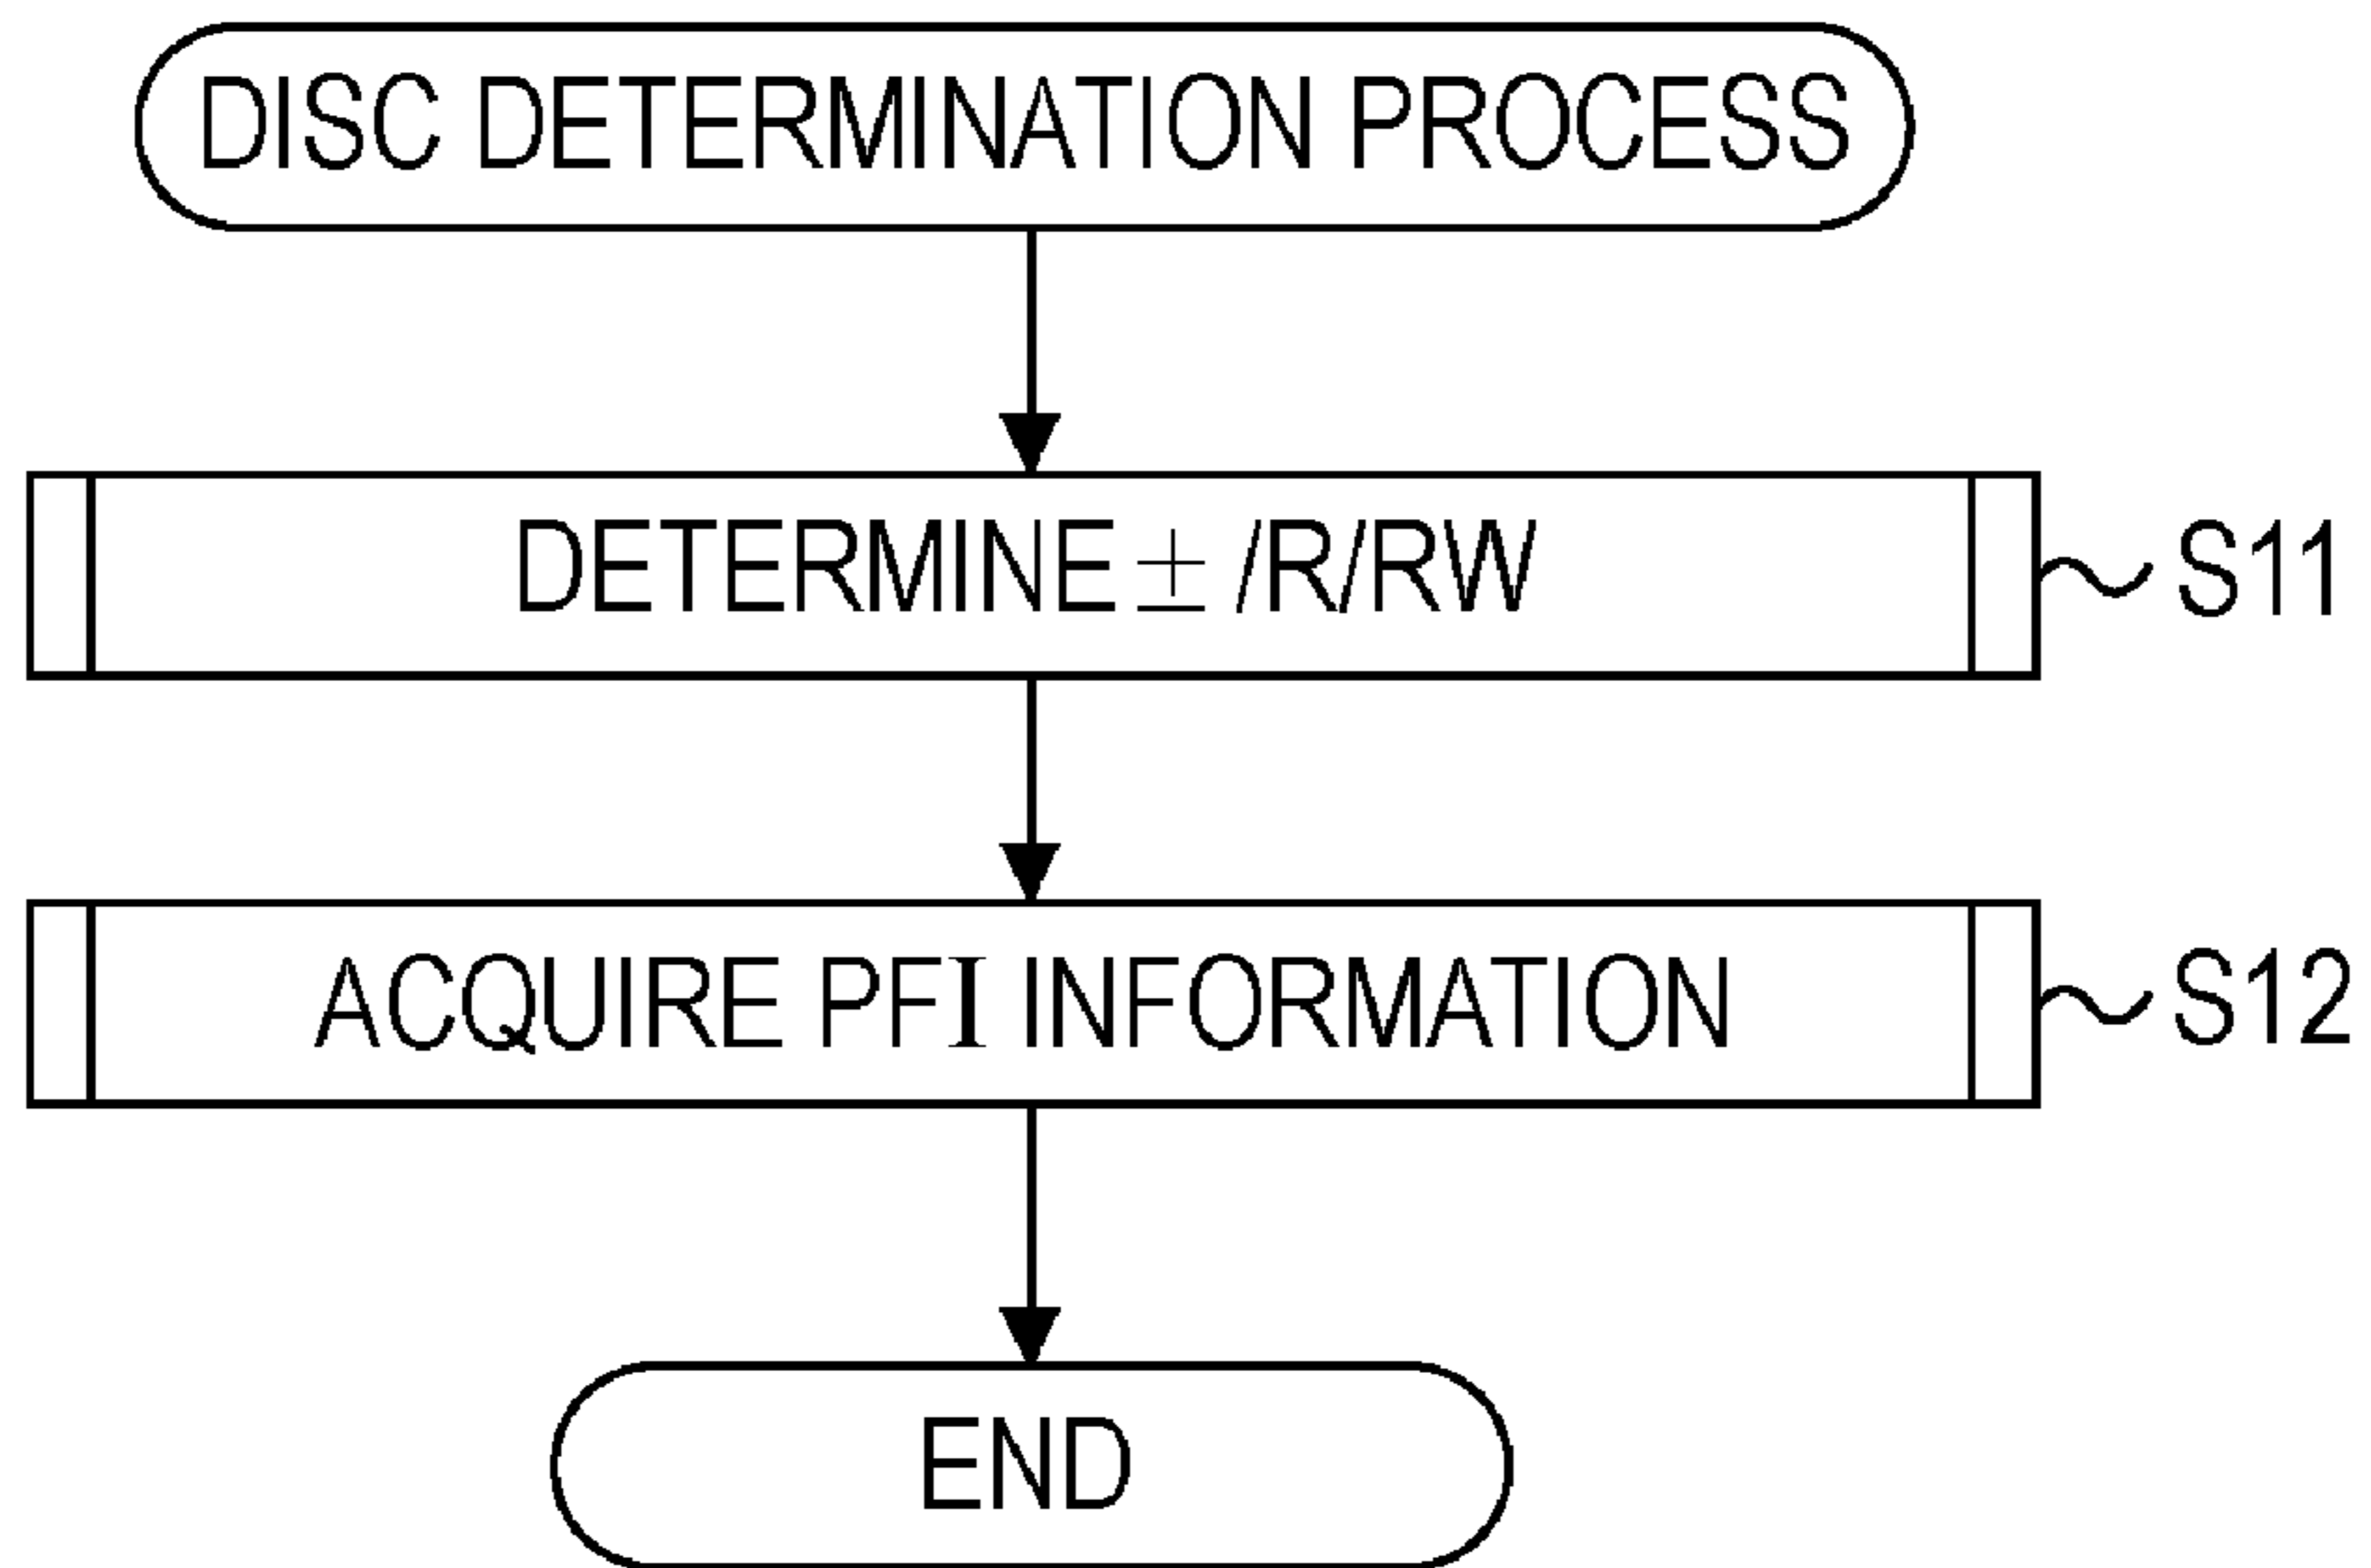 DISC DETERMINATION PROCESS
DETERMINE ± /R/RW
S11
ACQUIRE PFI INFORMATION
S12
END